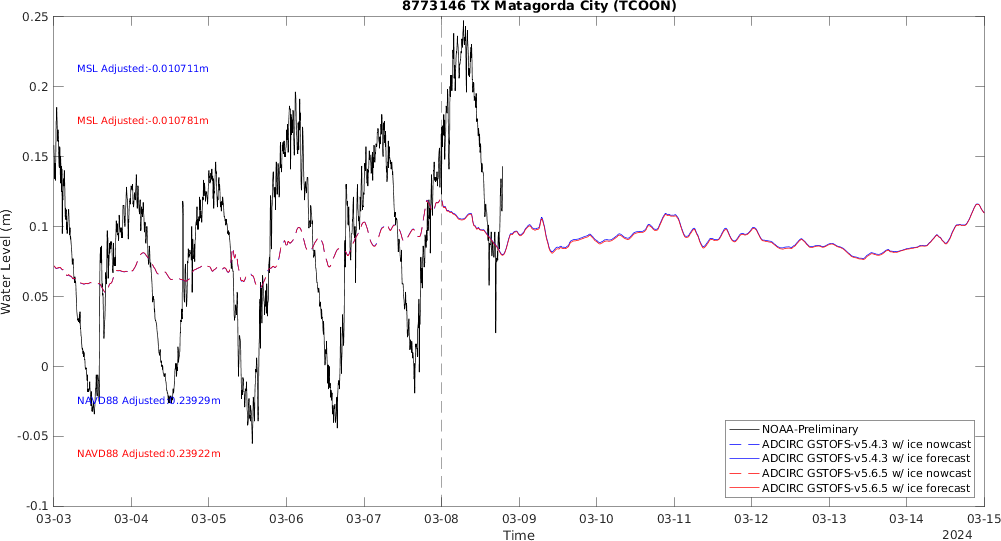 8773146 TX Matagorda City (TCOON)
0.25
0.2
0.15
0.1
0.05
0
-0.05
-0.1
Water Level (m)
MSL Adjusted:-0.010711m
MSL Adjusted:-0.010781m
NAVD88 Adjusted:0.23929m
NAVD88 Adjusted:0.23922m
NOAA-Preliminary
ADCIRC GSTOFS-v5.4.3 w/ ice nowcast
ADCIRC GSTOFS-v5.4.3 w/ ice forecast
ADCIRC GSTOFS-v5.6.5 w/ ice nowcast
ADCIRC GSTOFS-v5.6.5 w/ ice forecast
03-03 03-04 03-05 03-06 03-07 03-08 03-09 03-10 03-11 03-12 03-13 03-14 03-15
Time
2024